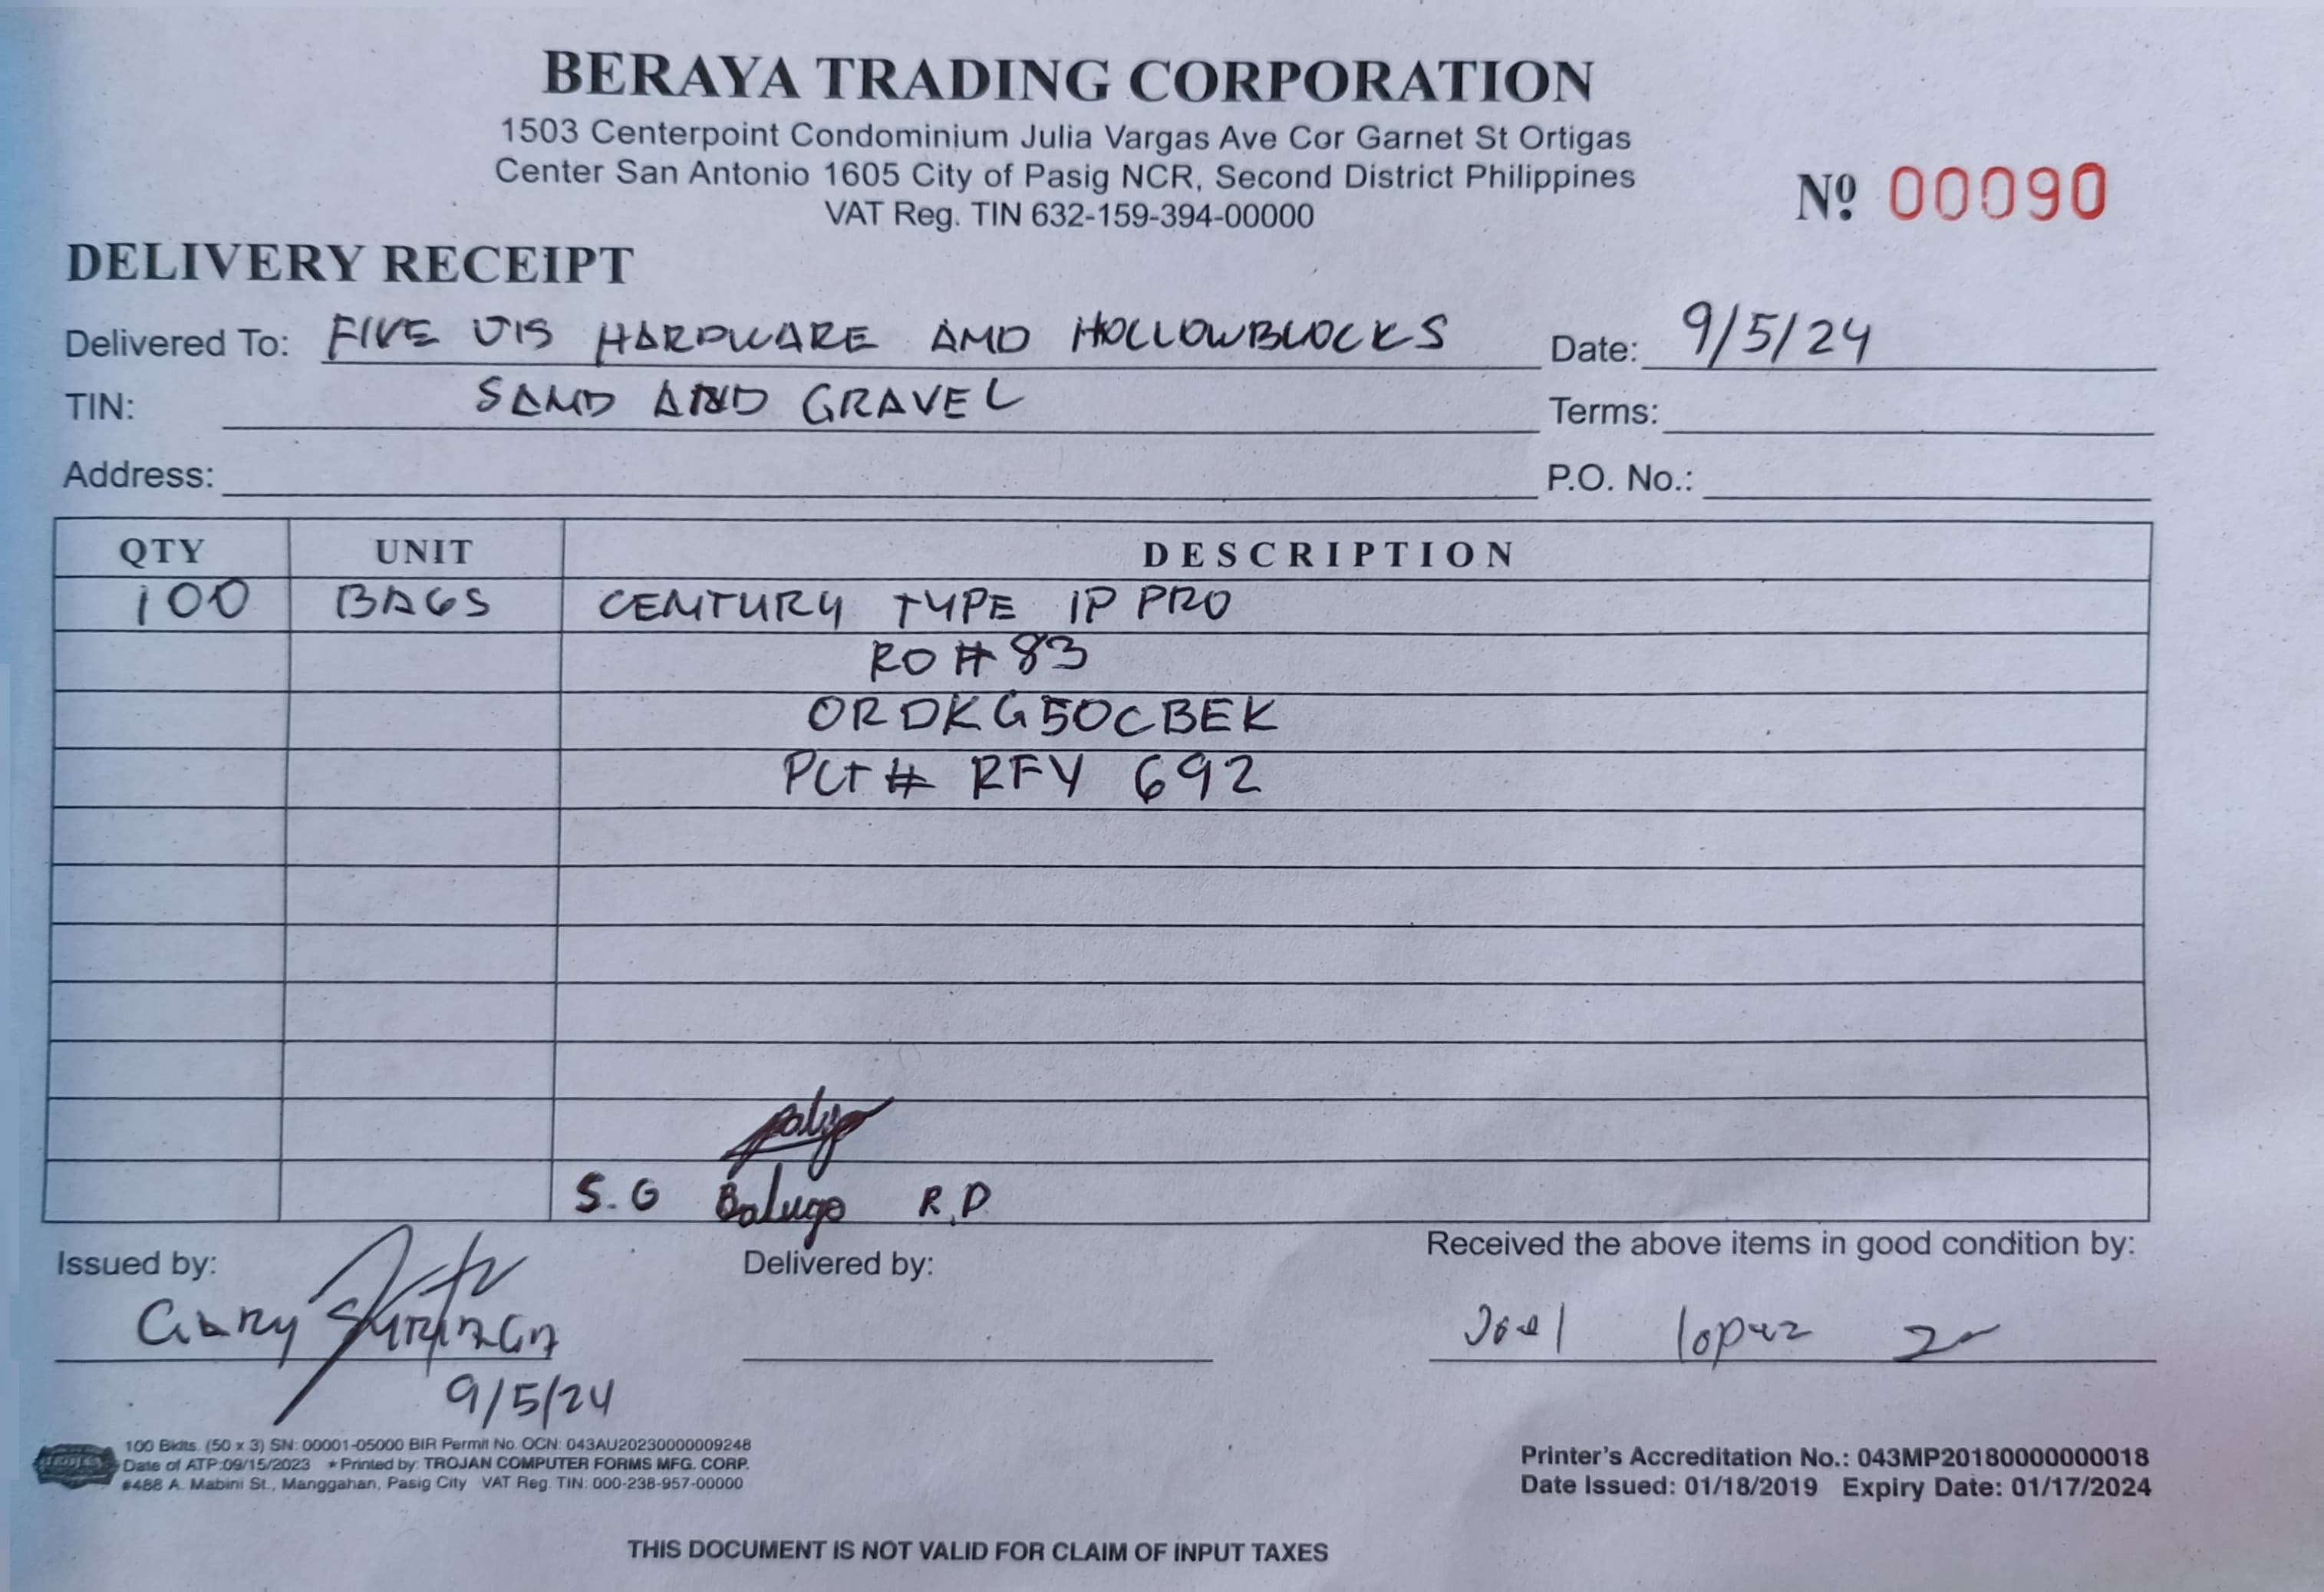 BERAYA TRADING CORPORATION
1503 Centerpoint Condominium Julia Vargas Ave Cor Garnet St Ortigas
Center San Antonio 1605 City of Pasig NCR, Second District Philippines
VAT Reg. TIN 632-159-394-00000
Nº 00090
DELIVERY RECEIPT
Delivered To: FIVE JJS HARDWARE AND HOLLOWBLOCKS Date: 9/5/24
TIN: SAND AND GRAVEL Terms:
Address: P.O. No.:
QTY UNIT DESCRIPTION
100 BAGS CENTURY TYPE IP PRO
RO # 83
ORDKG50CBEK
PLT # RFY 692
S.G Balugo R.D
Issued by: Delivered by: Received the above items in good condition by:
GARY Joel lopez
9/5/24
100 Bklts. (50 x 3) SN: 00001-05000 BIR Permit No. OCN: 043AU20230000009248
Date of ATP:09/15/2023 * Printed by: TROJAN COMPUTER FORMS MFG. CORP.
#488 A. Mabini St., Manggahan, Pasig City VAT Reg. TIN: 000-238-957-00000
Printer's Accreditation No.: 043MP20180000000018
Date Issued: 01/18/2019 Expiry Date: 01/17/2024
THIS DOCUMENT IS NOT VALID FOR CLAIM OF INPUT TAXES